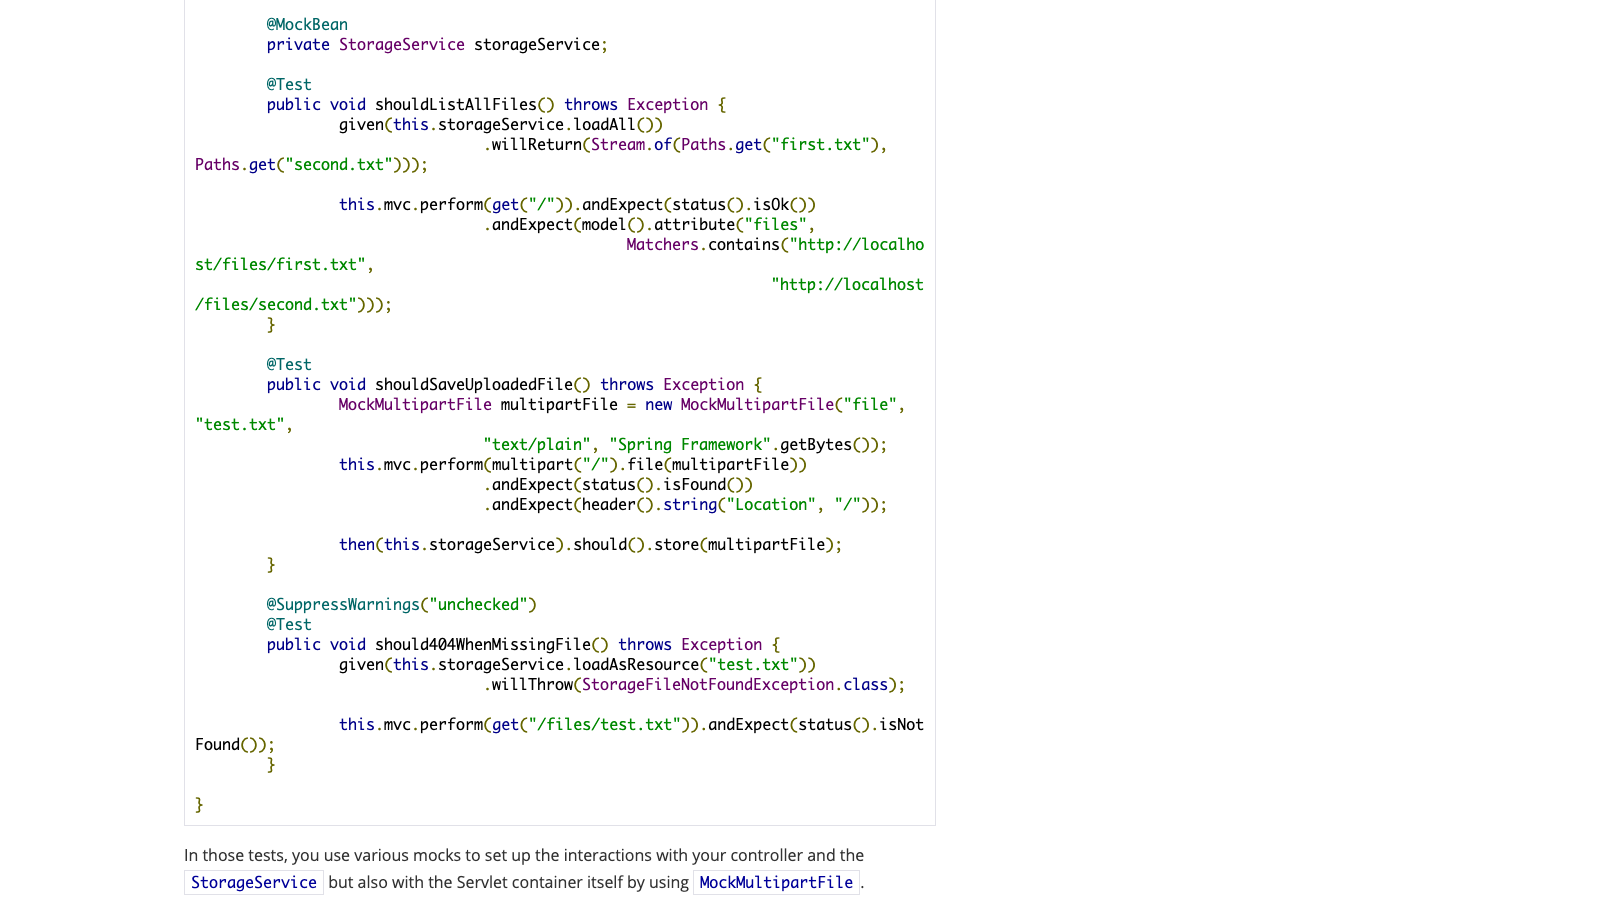 @MockBean
private StorageService storageService;
@Test
public void shouldListAllFiles() throws Exception {
given(this.storageService.loadAll())
.willReturn(Stream.of(Paths.get("first.txt"),
Paths.get("second.txt")));
this.mvc.perform(get("/")).andExpect(status().isOk())
.andExpect(model().attribute("files",
Matchers.contains("http://localho
st/files/first.txt",
"http://localhost
/files/second.txt")));
}
@Test
public void shouldSaveUploadedFile() throws Exception {
MockMultipartFile multipartFile = new MockMultipartFile("file",
"test.txt",
"text/plain", "Spring Framework".getBytes());
this.mvc.perform(multipart("/").file(multipartFile))
.andExpect(status().isFound())
.andExpect(header().string("Location", "/"));
then(this.storageService).should().store(multipartFile);
}
@SuppressWarnings("unchecked")
@Test
public void should404WhenMissingFile() throws Exception {
given(this.storageService.loadAsResource("test.txt"))
.willThrow(StorageFileNotFoundException.class);
this.mvc.perform(get("/files/test.txt")).andExpect(status().isNot
Found());
}
}
In those tests, you use various mocks to set up the interactions with your controller and the
StorageService but also with the Servlet container itself by using MockMultipartFile.